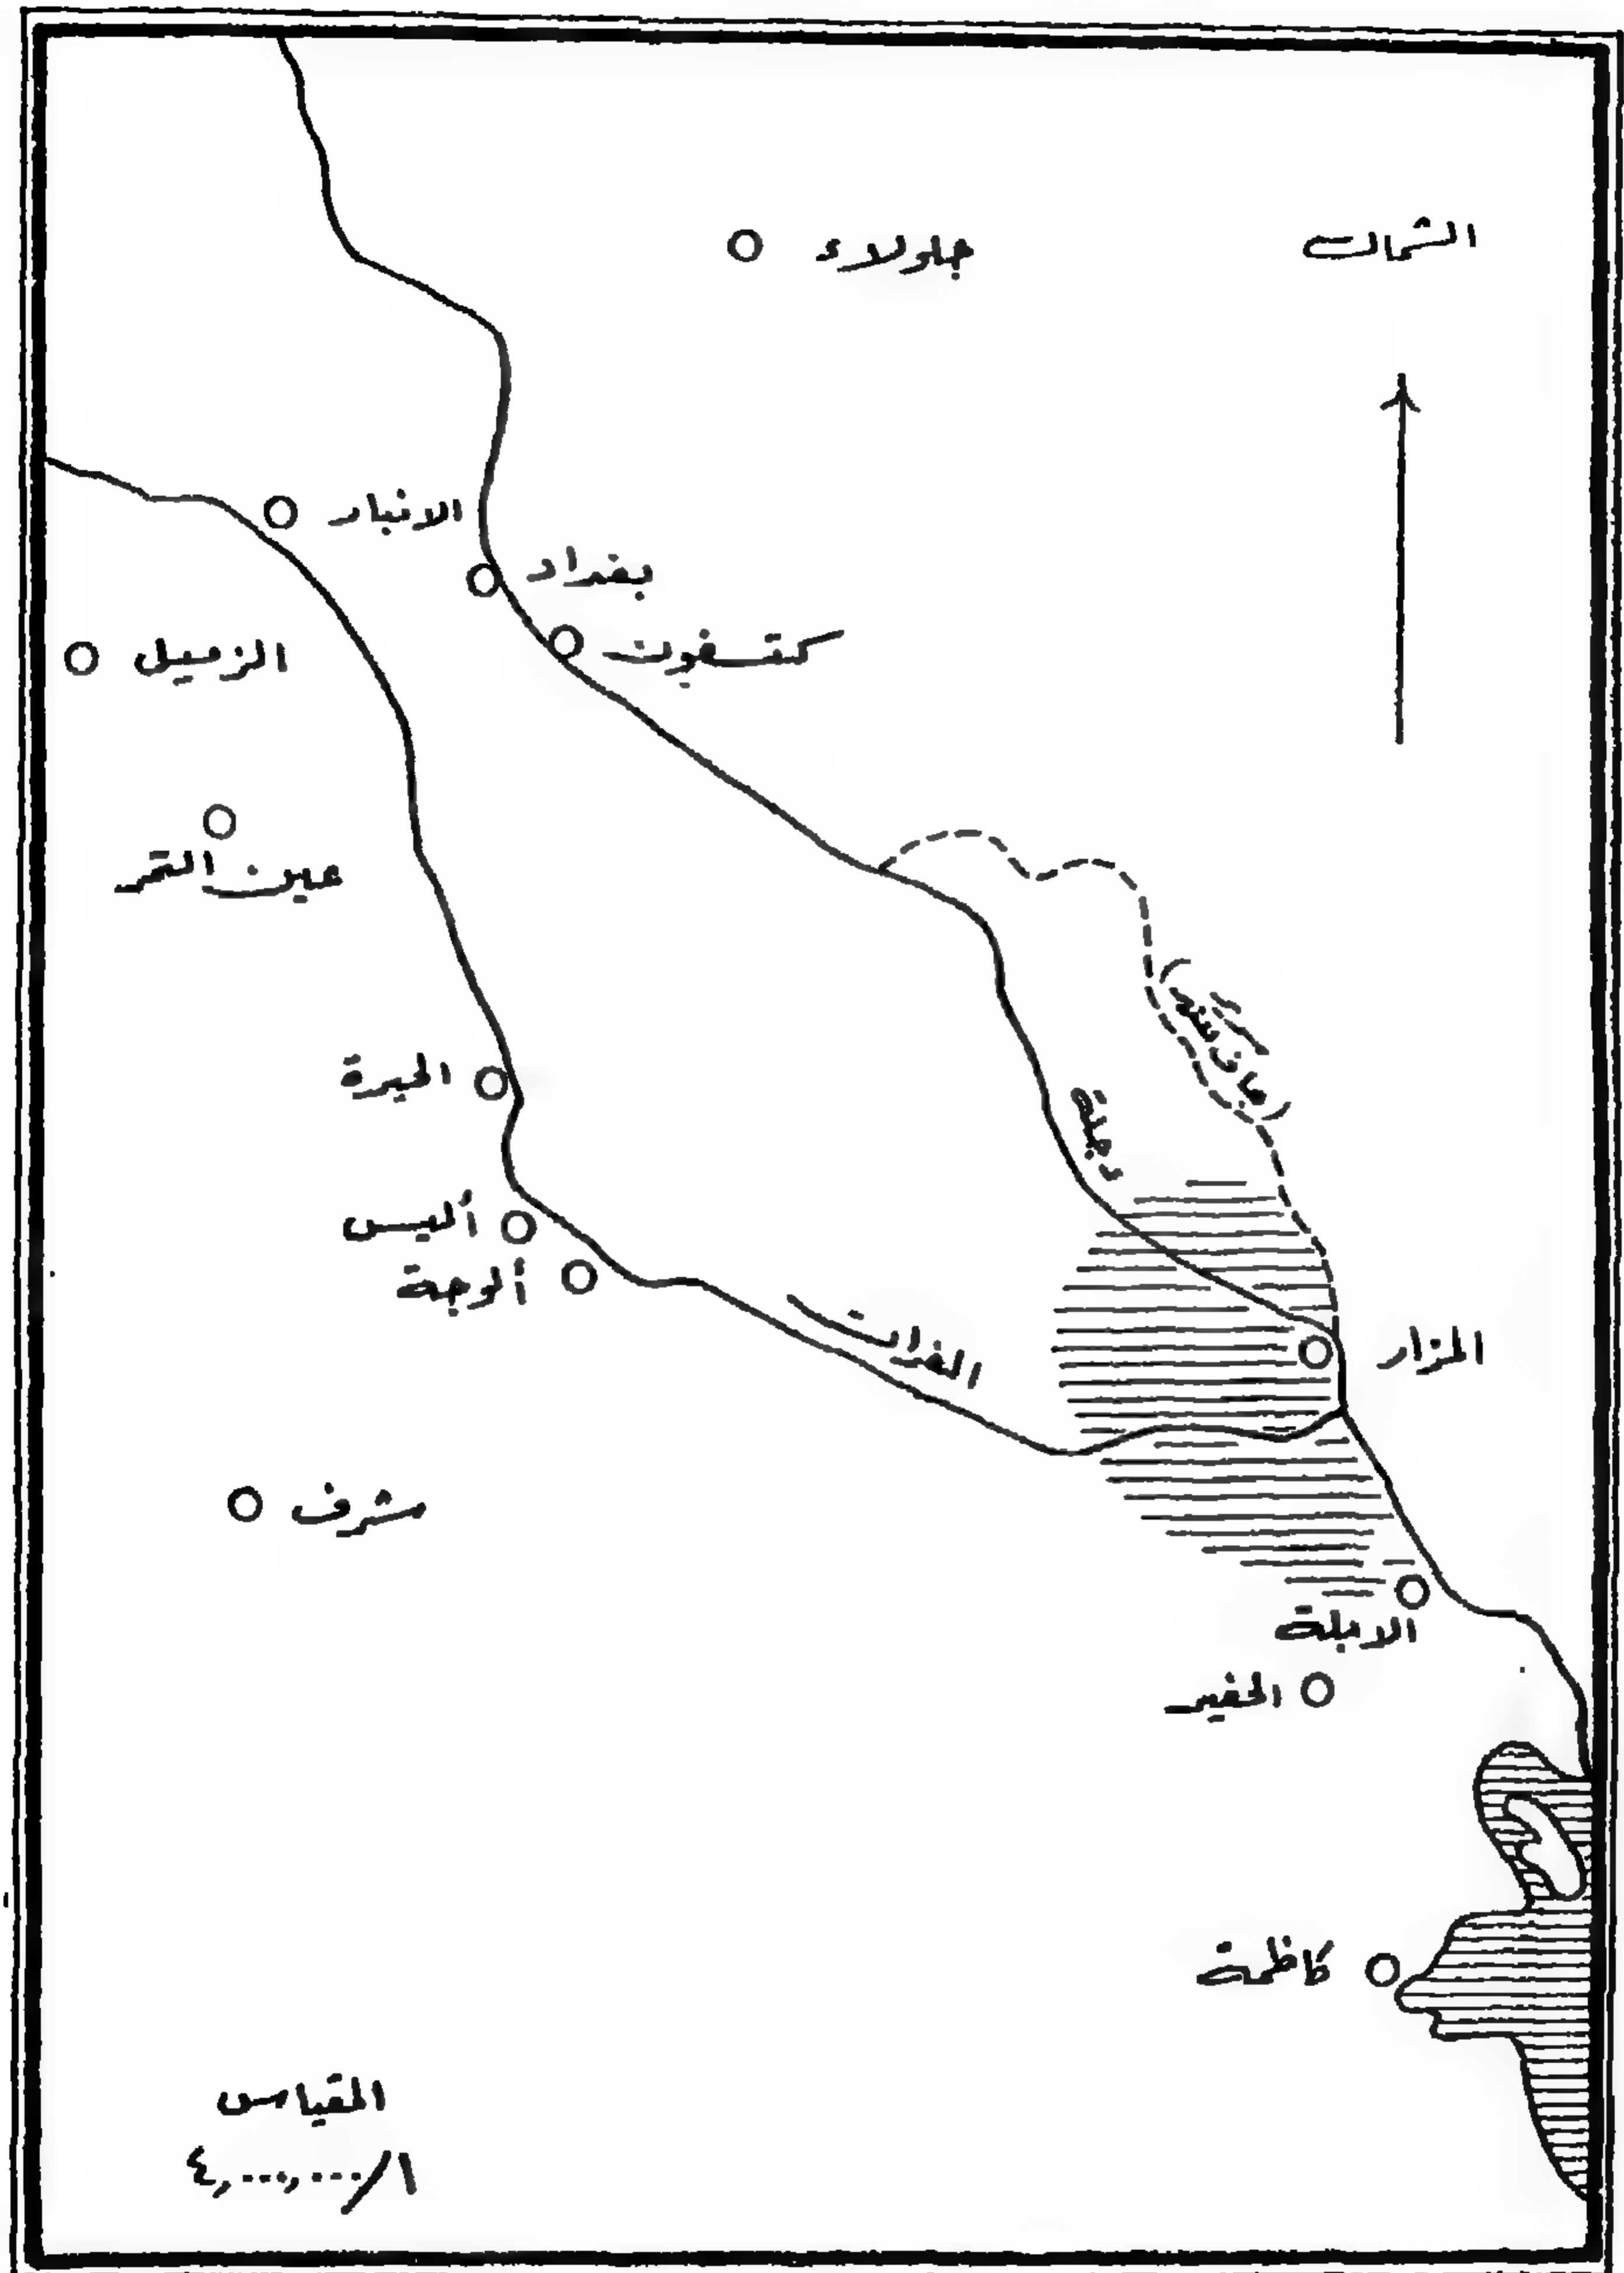 الشمال
جلولاء
الانبار
بغداد
كتسفون
الزميل
عين التمر
دجلة
الحيرة
أليس
ألوجة
الفرات
المزار
مشرف
الابلة
الحفير
كاظمة
المقياس
١/٤,٠٠٠,٠٠٠